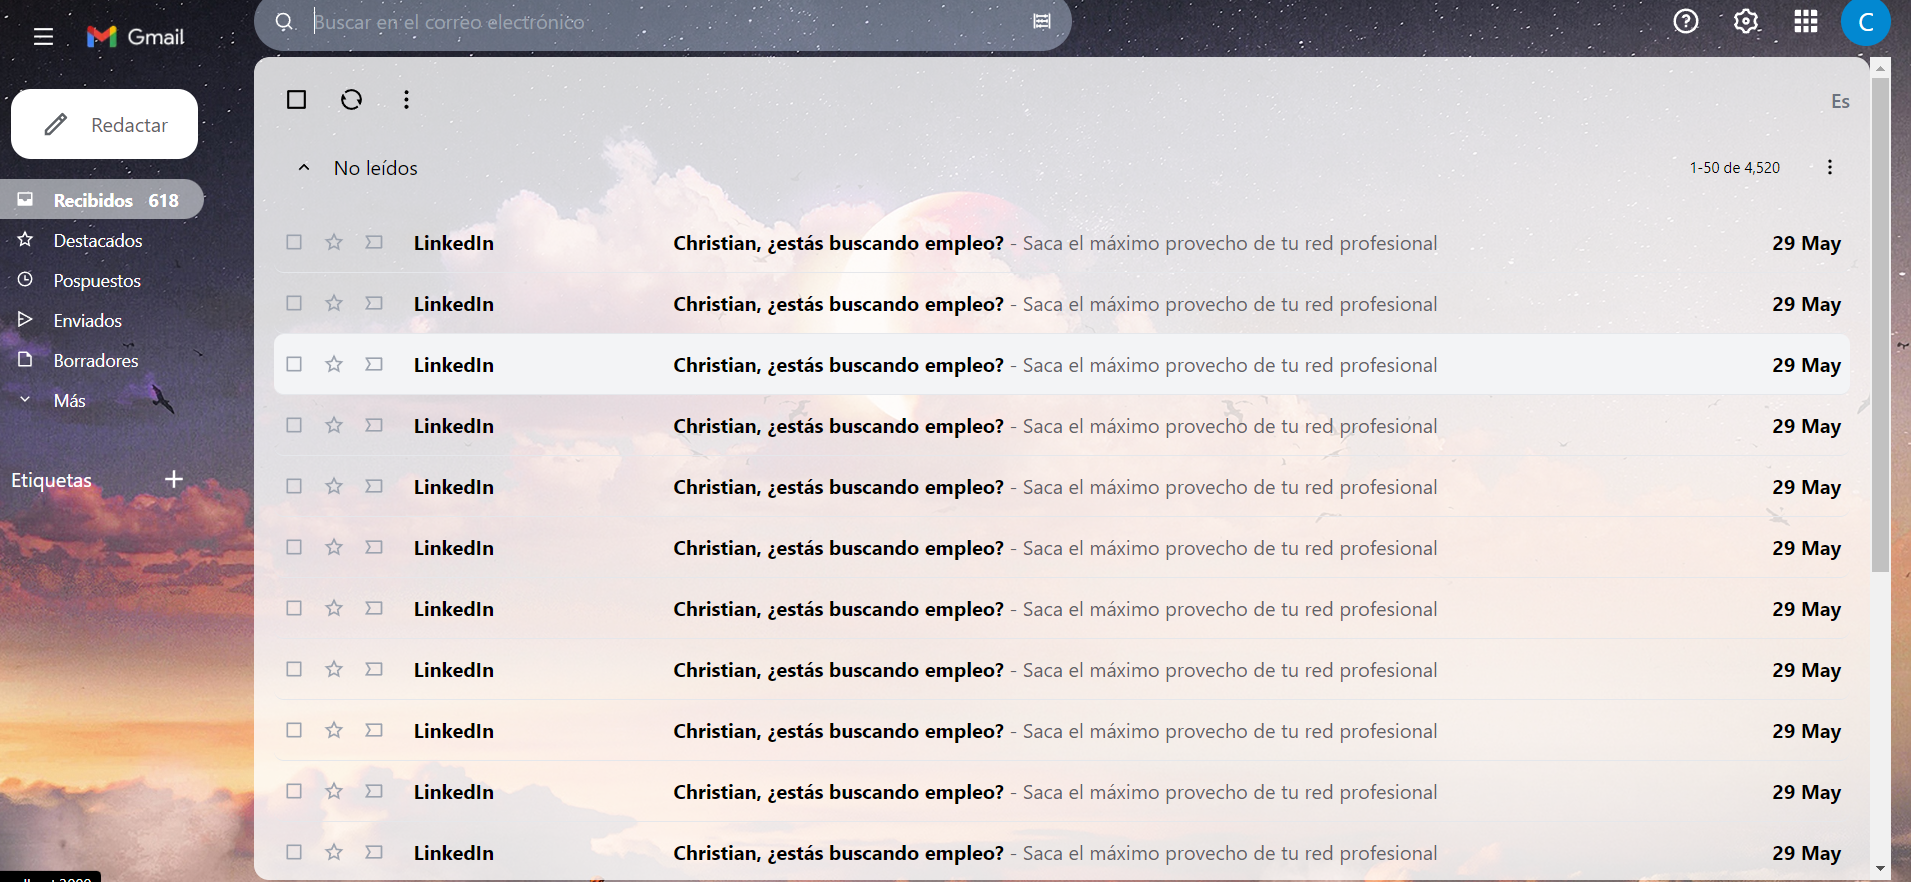 Gmail
Buscar en el correo electrónico
C
Redactar
Es
No leídos
1-50 de 4,520
Recibidos 618
Destacados
Pospuestos
Enviados
Borradores
Más
Etiquetas
LinkedIn Christian, ¿estás buscando empleo? - Saca el máximo provecho de tu red profesional 29 May
LinkedIn Christian, ¿estás buscando empleo? - Saca el máximo provecho de tu red profesional 29 May
LinkedIn Christian, ¿estás buscando empleo? - Saca el máximo provecho de tu red profesional 29 May
LinkedIn Christian, ¿estás buscando empleo? - Saca el máximo provecho de tu red profesional 29 May
LinkedIn Christian, ¿estás buscando empleo? - Saca el máximo provecho de tu red profesional 29 May
LinkedIn Christian, ¿estás buscando empleo? - Saca el máximo provecho de tu red profesional 29 May
LinkedIn Christian, ¿estás buscando empleo? - Saca el máximo provecho de tu red profesional 29 May
LinkedIn Christian, ¿estás buscando empleo? - Saca el máximo provecho de tu red profesional 29 May
LinkedIn Christian, ¿estás buscando empleo? - Saca el máximo provecho de tu red profesional 29 May
LinkedIn Christian, ¿estás buscando empleo? - Saca el máximo provecho de tu red profesional 29 May
LinkedIn Christian, ¿estás buscando empleo? - Saca el máximo provecho de tu red profesional 29 May